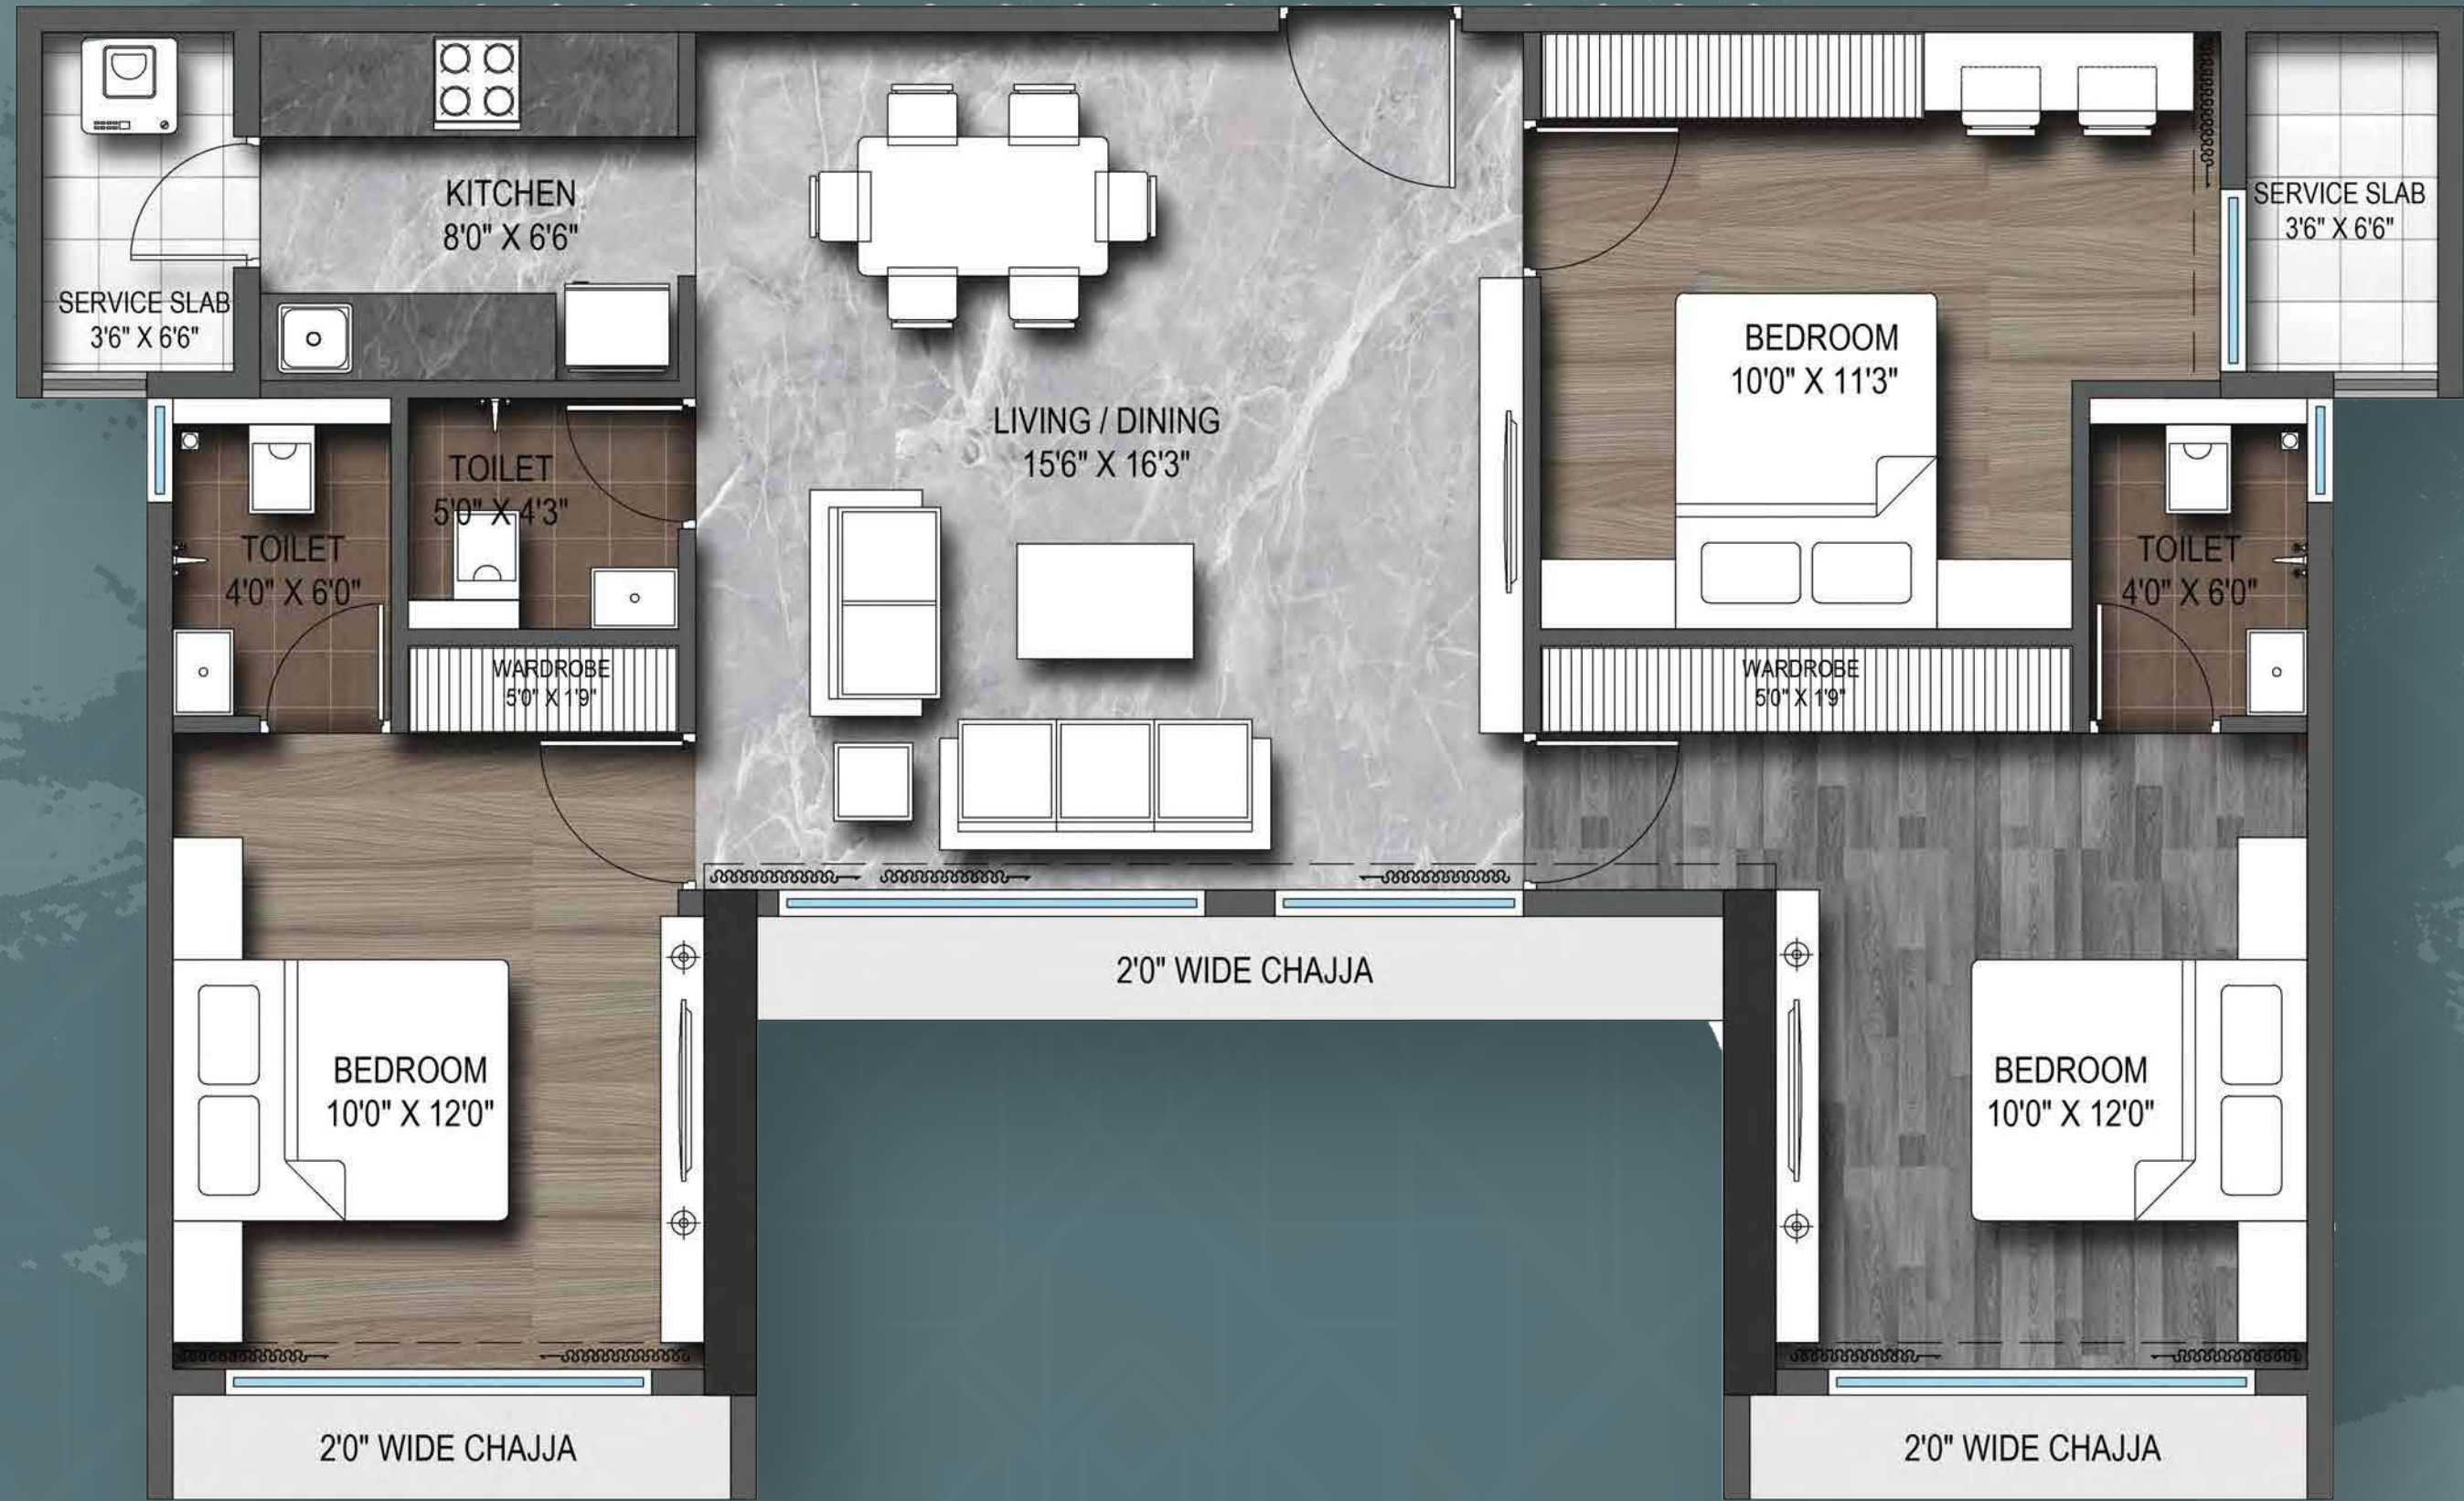 KITCHEN
8'0" X 6'6"
SERVICE SLAB
3'6" X 6'6"
SERVICE SLAB
3'6" X 6'6"
BEDROOM
10'0" X 11'3"
LIVING / DINING
15'6" X 16'3"
TOILET
5'0" X 4'3"
TOILET
4'0" X 6'0"
TOILET
4'0" X 6'0"
WARDROBE
5'0" X 1'9"
WARDROBE
5'0" X 1'9"
2'0" WIDE CHAJJA
BEDROOM
10'0" X 12'0"
BEDROOM
10'0" X 12'0"
2'0" WIDE CHAJJA
2'0" WIDE CHAJJA